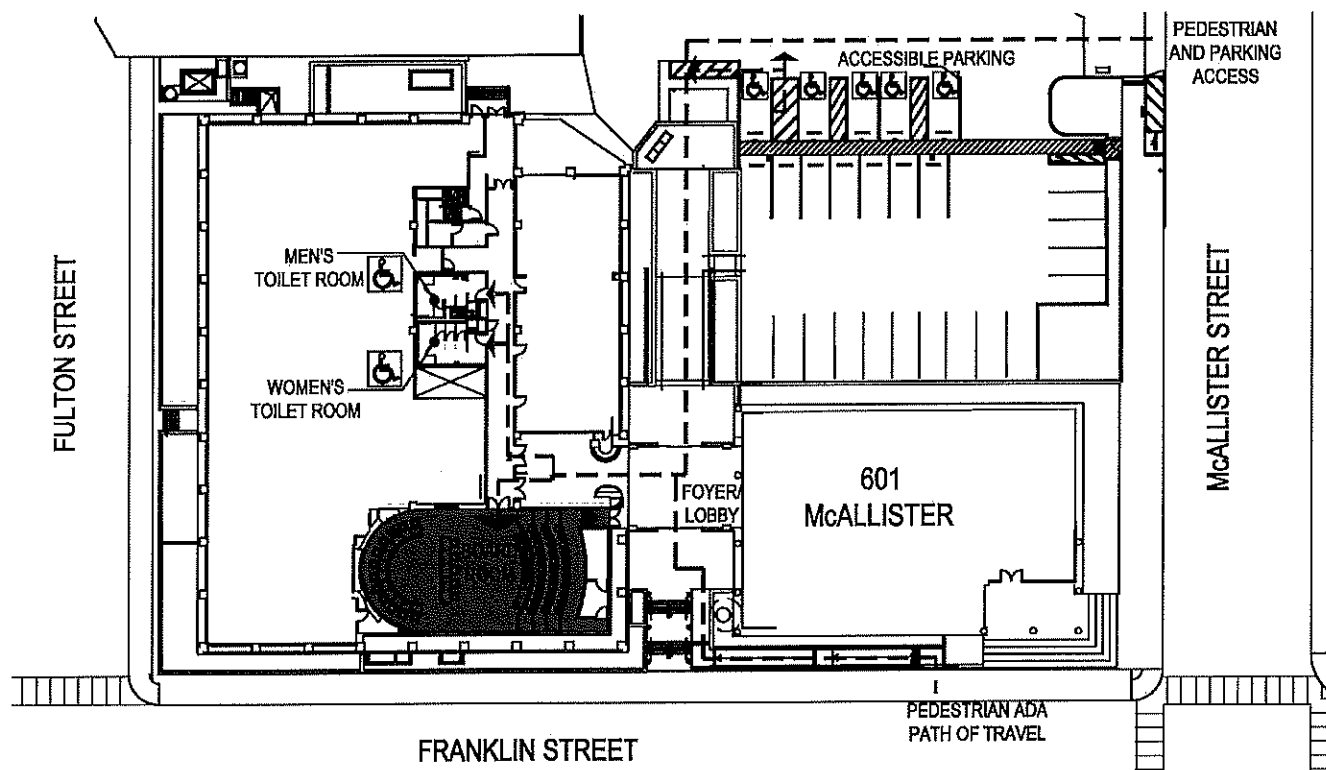 PEDESTRIAN
AND PARKING
ACCESS
ACCESSIBLE PARKING
MEN'S
TOILET ROOM
WOMEN'S
TOILET ROOM
FULTON STREET
McALLISTER STREET
FOYER/
LOBBY
601
McALLISTER
PEDESTRIAN ADA
PATH OF TRAVEL
FRANKLIN STREET